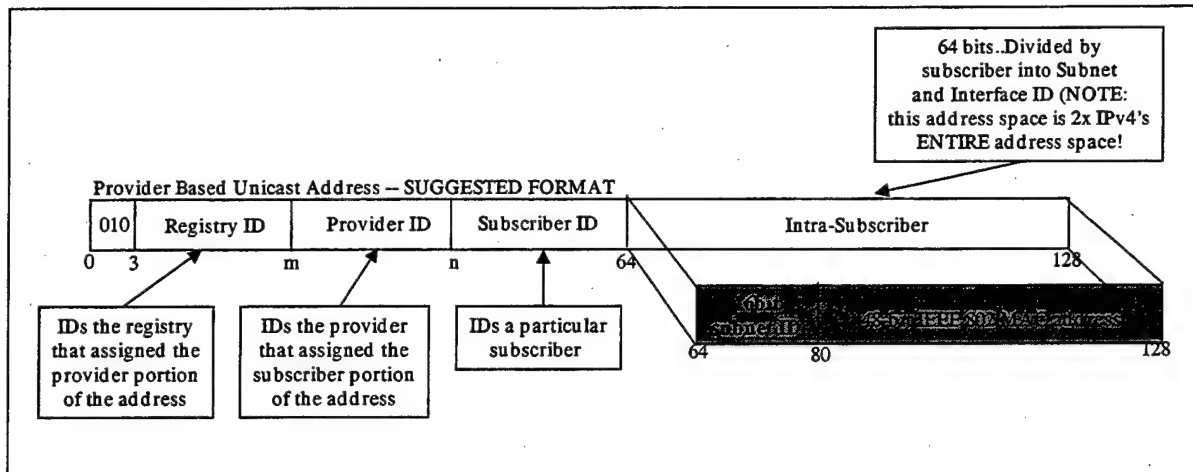 64 bits..Divided by
subscriber into Subnet
and Interface ID (NOTE:
this address space is 2x IPv4's
ENTIRE address space!
Provider Based Unicast Address -- SUGGESTED FORMAT
010 Registry ID Provider ID Subscriber ID Intra-Subscriber
0 3 m n 64 128
subnet ID address
64 80 128
IDs the registry
that assigned the
provider portion
of the address
IDs the provider
that assigned the
subscriber portion
of the address
IDs a particular
subscriber